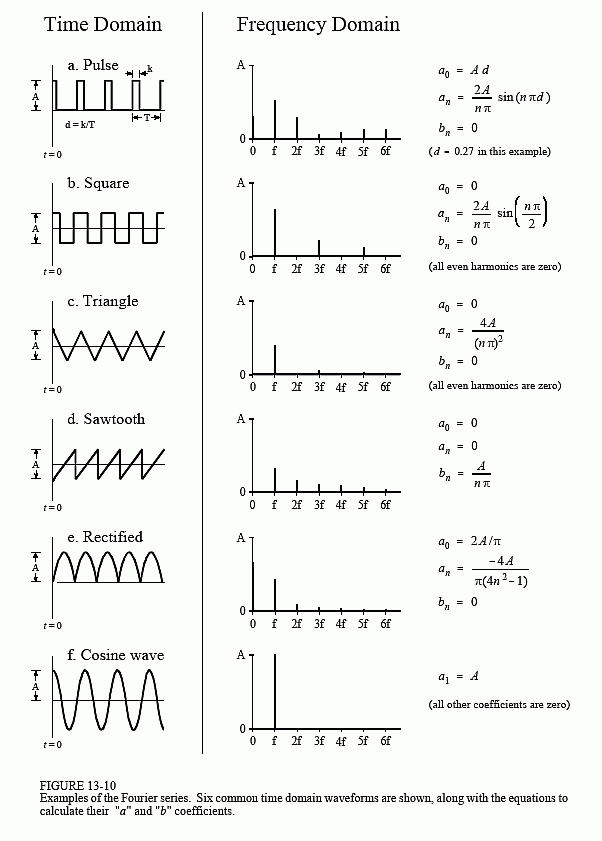 Time Domain
Frequency Domain
a. Pulse
k
A
T
d = k/T
t = 0
A
0
0 f 2f 3f 4f 5f 6f
a0 = A d
an = 2A/nπ sin(nπd)
bn = 0
(d = 0.27 in this example)
b. Square
A
t = 0
A
0
0 f 2f 3f 4f 5f 6f
a0 = 0
an = 2A/nπ sin(nπ/2)
bn = 0
(all even harmonics are zero)
c. Triangle
A
t = 0
A
0
0 f 2f 3f 4f 5f 6f
a0 = 0
an = 4A/(nπ)²
bn = 0
(all even harmonics are zero)
d. Sawtooth
A
t = 0
A
0
0 f 2f 3f 4f 5f 6f
a0 = 0
an = 0
bn = A/nπ
e. Rectified
A
t = 0
A
0
0 f 2f 3f 4f 5f 6f
a0 = 2A/π
an = -4A/π(4n²-1)
bn = 0
f. Cosine wave
A
t = 0
A
0
0 f 2f 3f 4f 5f 6f
a1 = A
(all other coefficients are zero)
FIGURE 13-10
Examples of the Fourier series. Six common time domain waveforms are shown, along with the equations to
calculate their "a" and "b" coefficients.